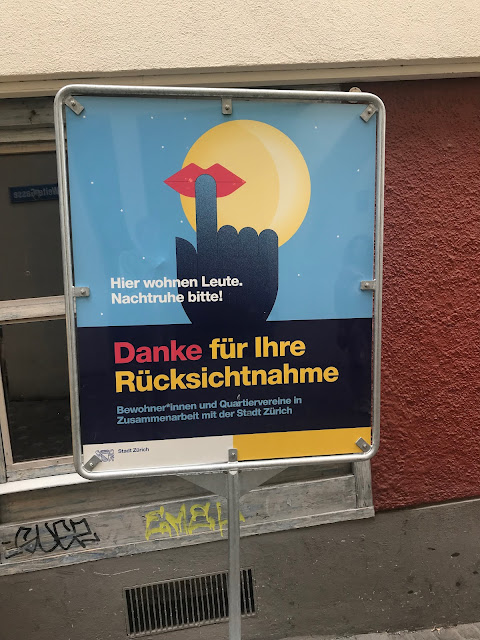 Hier wohnen Leute.
Nachtruhe bitte!
Danke für Ihre
Rücksichtnahme
Bewohner*innen und Quartiervereine in
Zusammenarbeit mit der Stadt Zürich
Stadt Zürich